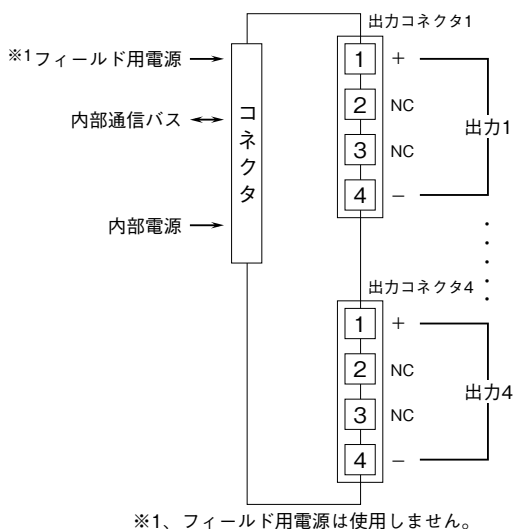 出力コネクタ1
※1フィールド用電源
内部通信バス
内部電源
コネクタ
1 +
2 NC
3 NC
4 −
出力1
出力コネクタ4
1 +
2 NC
3 NC
4 −
出力4
※1、フィールド用電源は使用しません。